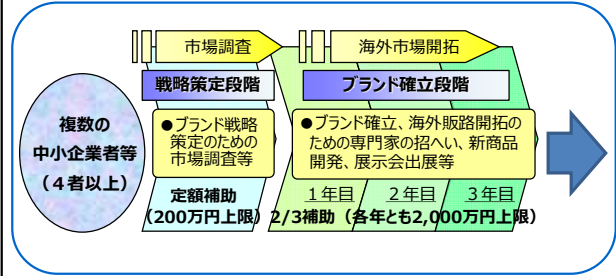 市場調査
海外市場開拓
戦略策定段階
ブランド確立段階
複数の
中小企業者等
（４者以上）
●ブランド戦略
策定のための
市場調査等
●ブランド確立、海外販路開拓の
ための専門家の招へい、新商品
開発、展示会出展等
定額補助
（200万円上限）
１年目
２年目
３年目
2/3補助（各年とも2,000万円上限）